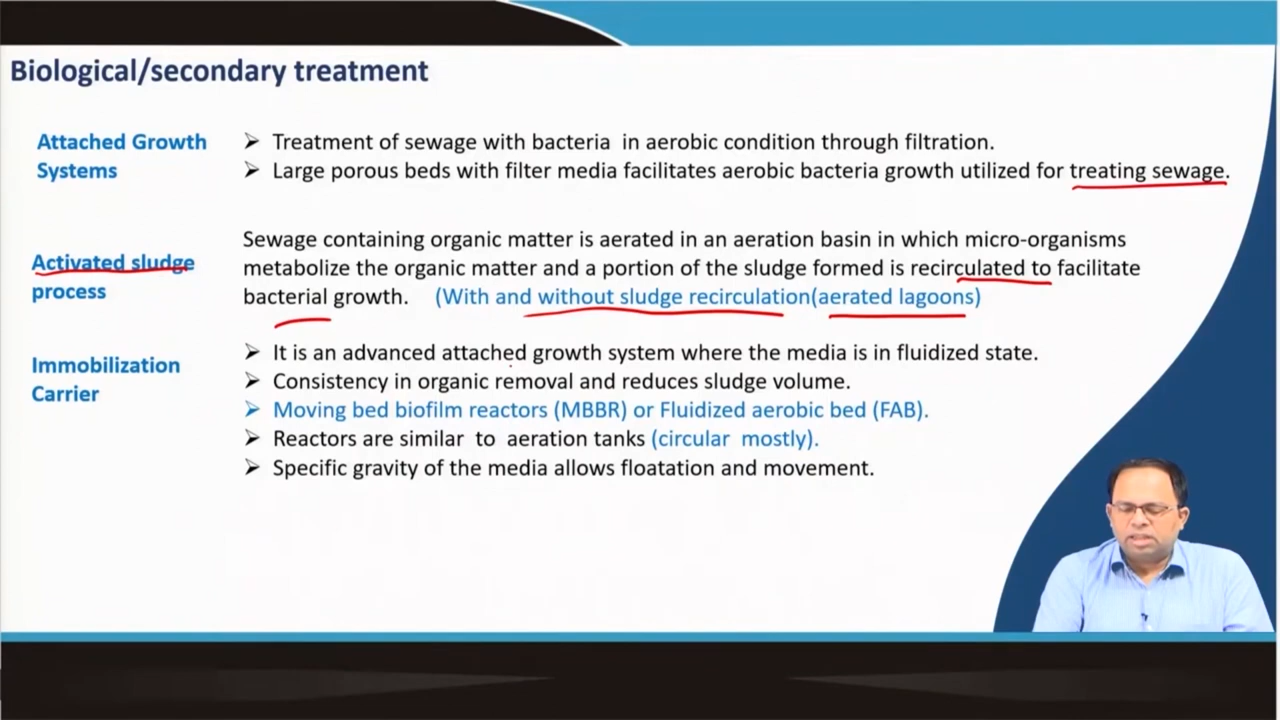 Biological/secondary treatment
Attached Growth
Systems
➢ Treatment of sewage with bacteria in aerobic condition through filtration.
➢ Large porous beds with filter media facilitates aerobic bacteria growth utilized for treating sewage.
Activated sludge
process
Sewage containing organic matter is aerated in an aeration basin in which micro-organisms
metabolize the organic matter and a portion of the sludge formed is recirculated to facilitate
bacterial growth. (With and without sludge recirculation(aerated lagoons)
Immobilization
Carrier
➢ It is an advanced attached growth system where the media is in fluidized state.
➢ Consistency in organic removal and reduces sludge volume.
➢ Moving bed biofilm reactors (MBBR) or Fluidized aerobic bed (FAB).
➢ Reactors are similar to aeration tanks (circular mostly).
➢ Specific gravity of the media allows floatation and movement.